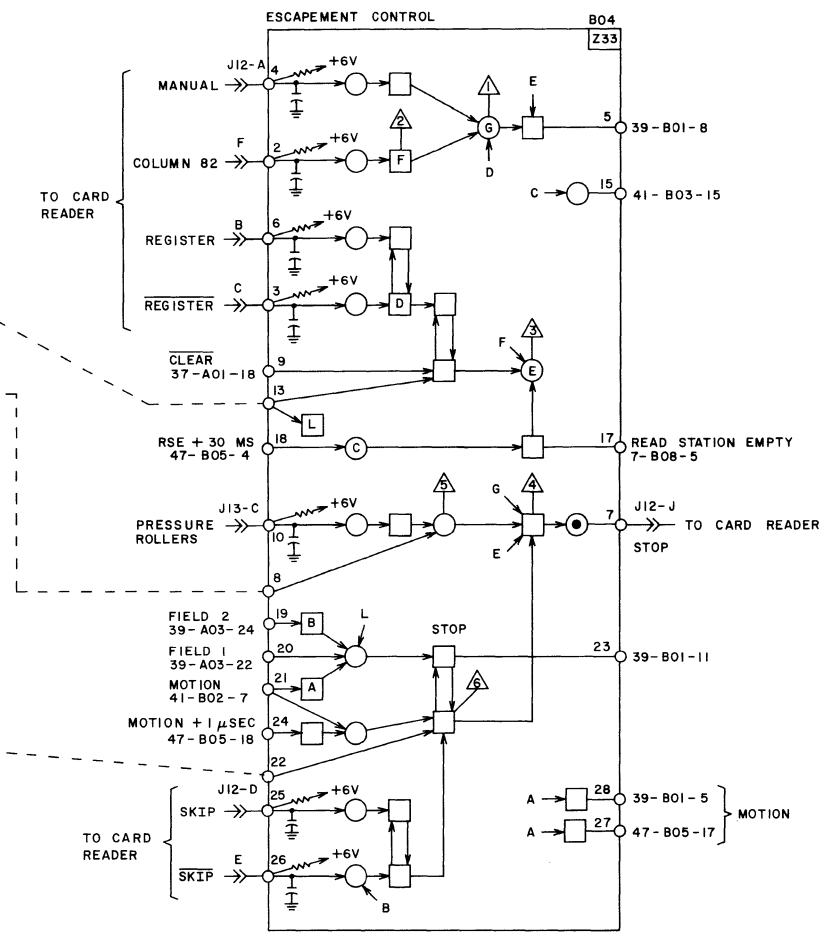 ESCAPEMENT CONTROL
B04
Z33
J12-A
4
+6V
MANUAL
1
E
G
5
39-B01-8
D
F
2
+6V
2
COLUMN 82
F
C
15
41-B03-15
TO CARD
READER
B
6
+6V
REGISTER
C
3
+6V
REGISTER
D
CLEAR
37-A01-18
9
3
F
E
13
L
RSE + 30 MS
47-B05-4
18
C
17
READ STATION EMPTY
7-B08-5
J13-C
+6V
PRESSURE
ROLLERS
10
5
G
4
E
7
J12-J
TO CARD READER
STOP
8
FIELD 2
39-A03-24
19
B
L
FIELD 1
39-A03-22
20
STOP
23
39-B01-11
MOTION
41-B02-7
21
A
6
MOTION + 1 μSEC
47-B05-18
24
22
J12-D
25
+6V
SKIP
A
28
39-B01-5
A
27
47-B05-17
MOTION
TO CARD
READER
E
26
+6V
SKIP
B